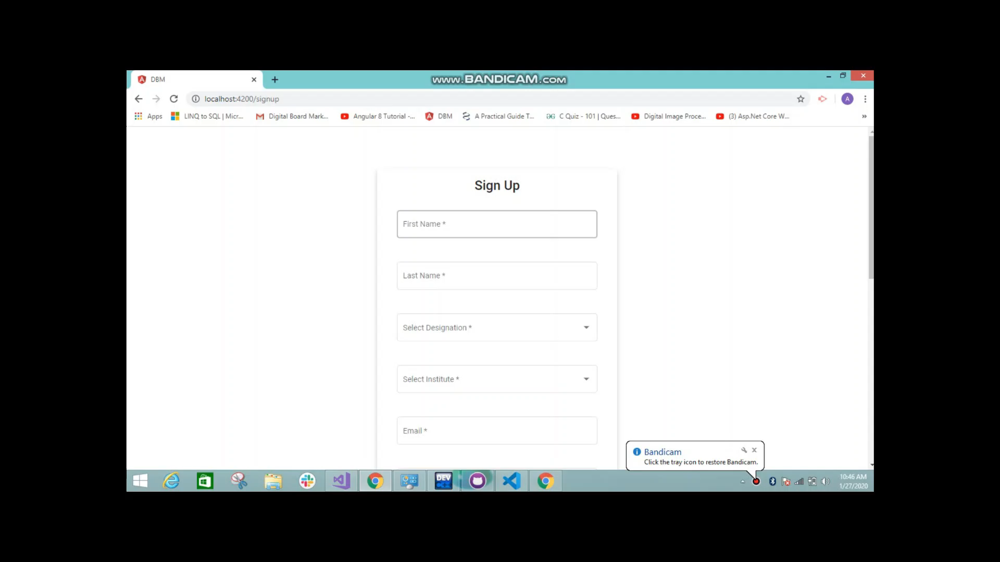 DBM
www.BANDICAM.com
localhost:4200/signup
A
Apps
LINQ to SQL | Micr...
Digital Board Mark...
Angular 8 Tutorial -...
DBM
A Practical Guide T...
C Quiz - 101 | Ques...
Digital Image Proce...
(3) Asp.Net Core W...
»
Sign Up
First Name *
Last Name *
Select Designation *
Select Institute *
Email *
Bandicam
Click the tray icon to restore Bandicam.
DEV
C++
10:46 AM
1/27/2020